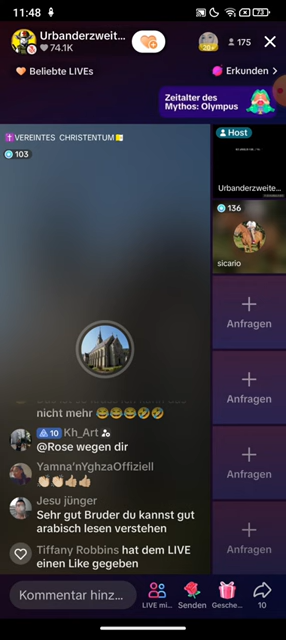 11:48
73
Urbanderzweit...
74.1K
175
Beliebte LIVEs
Erkunden >
Zeitalter des
Mythos: Olympus
✝️VEREINTES CHRISTENTUM🇻🇦
103
Host
Urbanderzweite...
136
sicario
Anfragen
Anfragen
Anfragen
Anfragen
nicht mehr 😂😂😂🤣🤣
10 Kh_Art
@Rose wegen dir
Yamna'nYghzaOffiziell
👏🏼👏🏼👍🏼👍🏼
Jesu jünger
Sehr gut Bruder du kannst gut
arabisch lesen verstehen
Tiffany Robbins hat dem LIVE
einen Like gegeben
Kommentar hinz...
LIVE mi...
Senden
Gesche...
10